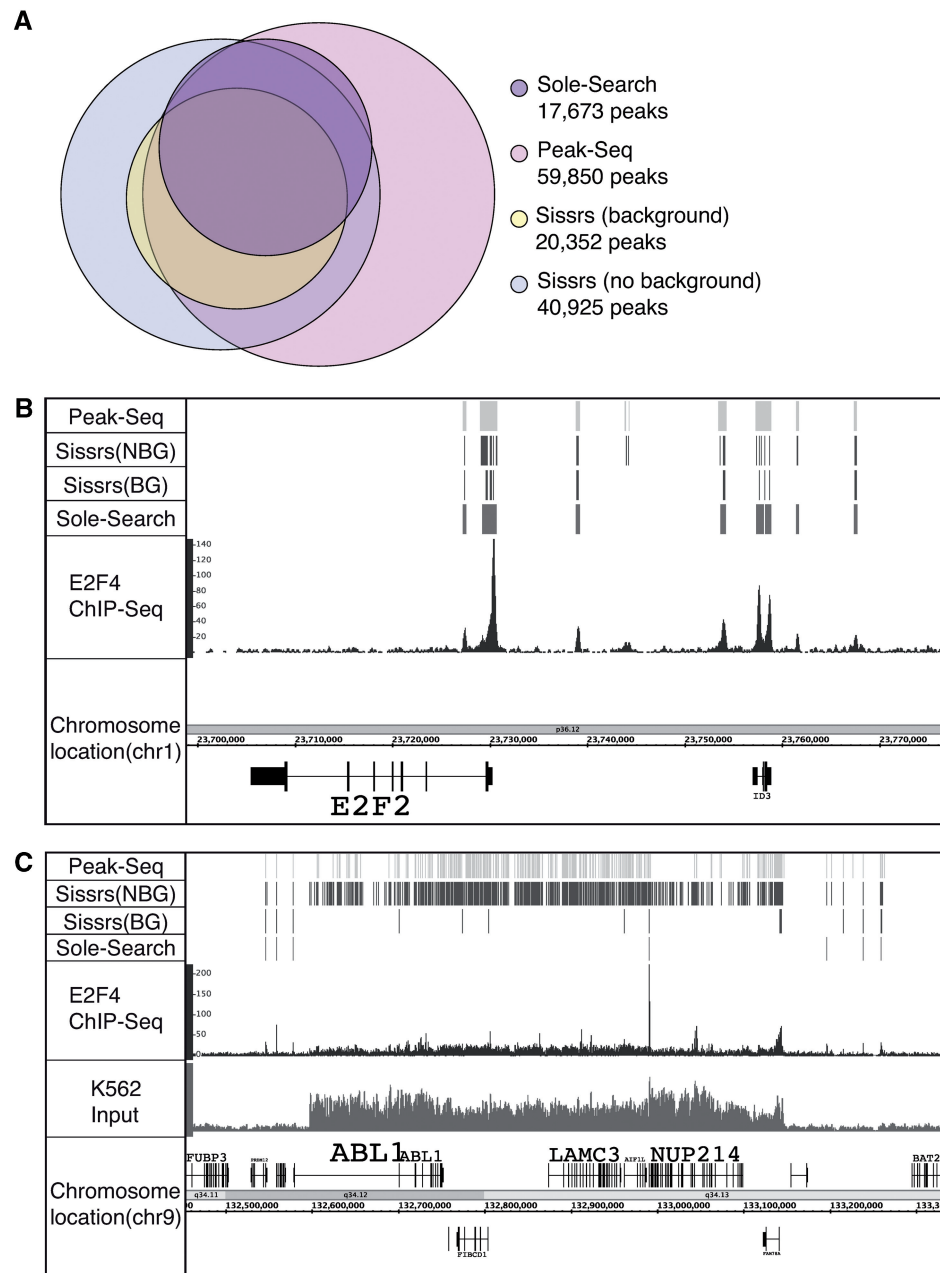 A
Sole-Search
17,673 peaks
Peak-Seq
59,850 peaks
Sissrs (background)
20,352 peaks
Sissrs (no background)
40,925 peaks
B
Peak-Seq
Sissrs(NBG)
Sissrs(BG)
Sole-Search
E2F4
ChIP-Seq
140
120
100
80
60
40
20
Chromosome
location(chr1)
p36.12
23,700,000 23,710,000 23,720,000 23,730,000 23,740,000 23,750,000 23,760,000 23,770,000
E2F2
ID3
C
Peak-Seq
Sissrs(NBG)
Sissrs(BG)
Sole-Search
E2F4
ChIP-Seq
200
150
100
50
0
K562
Input
Chromosome
location(chr9)
FUBP3 PRDM12 ABL1 ABL1 LAMC3 AIF1L NUP214 BAT2
q34.11 q34.12 q34.13
00 132,500,000 132,600,000 132,700,000 132,800,000 132,900,000 133,000,000 133,100,000 133,200,000 133,3
FIBCD1 FAM78A